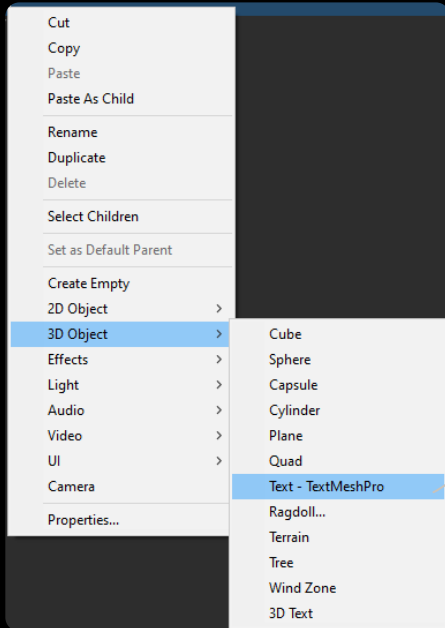 Cut
Copy
Paste
Paste As Child
Rename
Duplicate
Delete
Select Children
Set as Default Parent
Create Empty
2D Object
3D Object
Effects
Light
Audio
Video
UI
Camera
Properties...
Cube
Sphere
Capsule
Cylinder
Plane
Quad
Text - TextMeshPro
Ragdoll...
Terrain
Tree
Wind Zone
3D Text